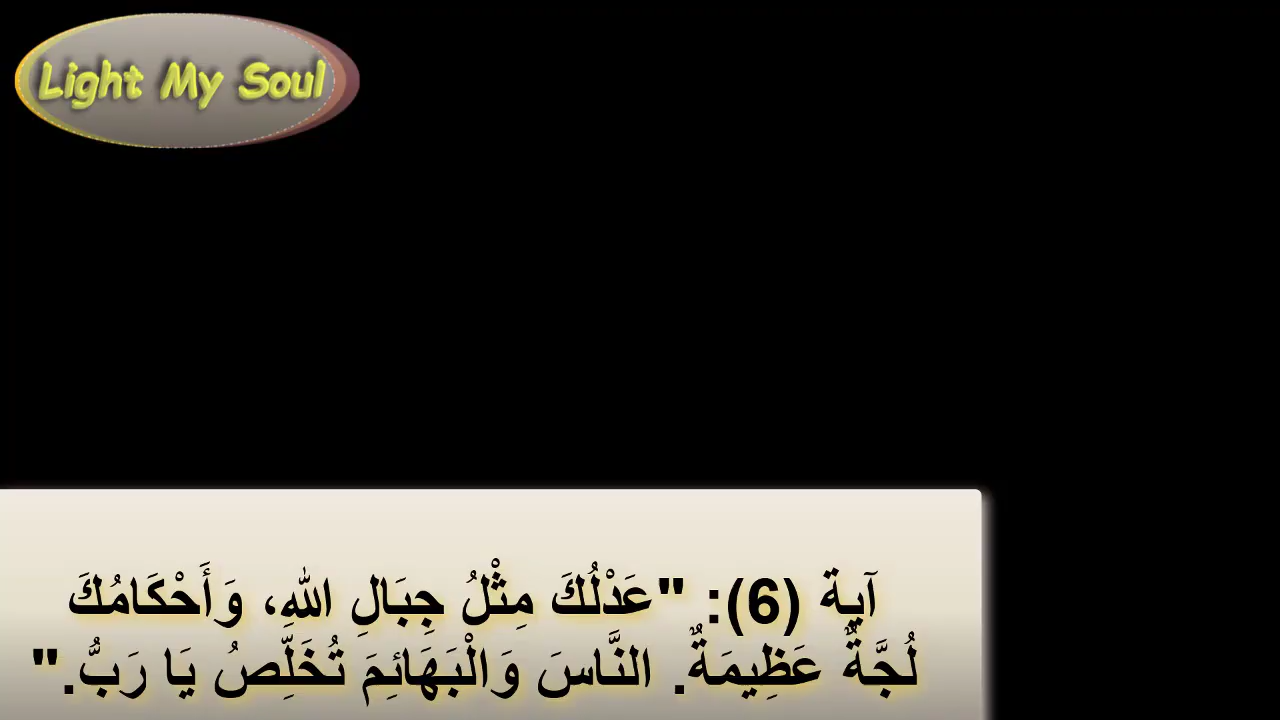 Light My Soul
آية (6): "عَدْلُكَ مِثْلُ جِبَالِ اللهِ، وَأَحْكَامُكَ
لُجَّةٌ عَظِيمَةٌ. النَّاسَ وَالْبَهَائِمَ تُخَلِّصُ يَا رَبُّ."